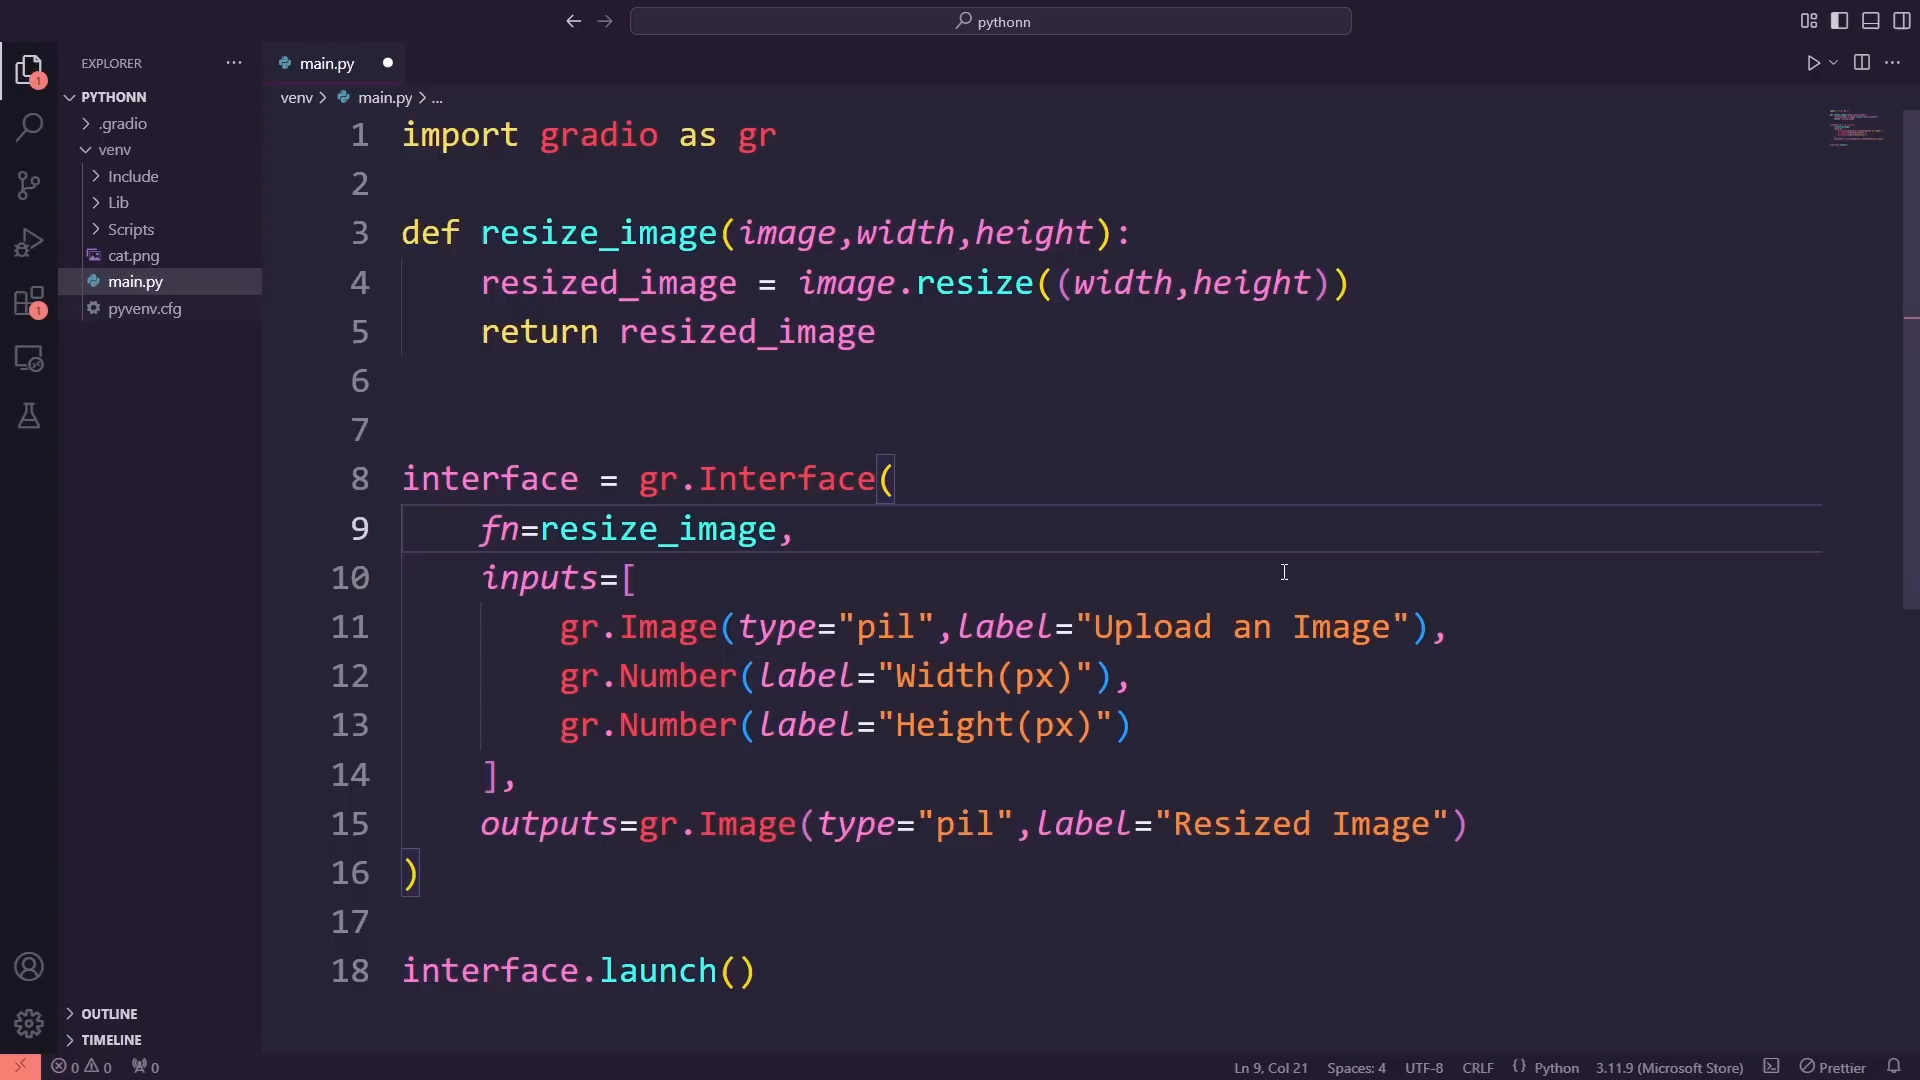 pythonn
EXPLORER
main.py
PYTHONN
.gradio
venv
Include
Lib
Scripts
cat.png
main.py
pyvenv.cfg
OUTLINE
TIMELINE
venv > main.py > ...
1 import gradio as gr
2
3 def resize_image(image,width,height):
4 resized_image = image.resize((width,height))
5 return resized_image
6
7
8 interface = gr.Interface(
9 fn=resize_image,
10 inputs=[
11 gr.Image(type="pil",label="Upload an Image"),
12 gr.Number(label="Width(px)"),
13 gr.Number(label="Height(px)")
14 ],
15 outputs=gr.Image(type="pil",label="Resized Image")
16 )
17
18 interface.launch()
1
1
0 0 0 Ln 9, Col 21 Spaces: 4 UTF-8 CRLF {} Python 3.11.9 (Microsoft Store) Prettier